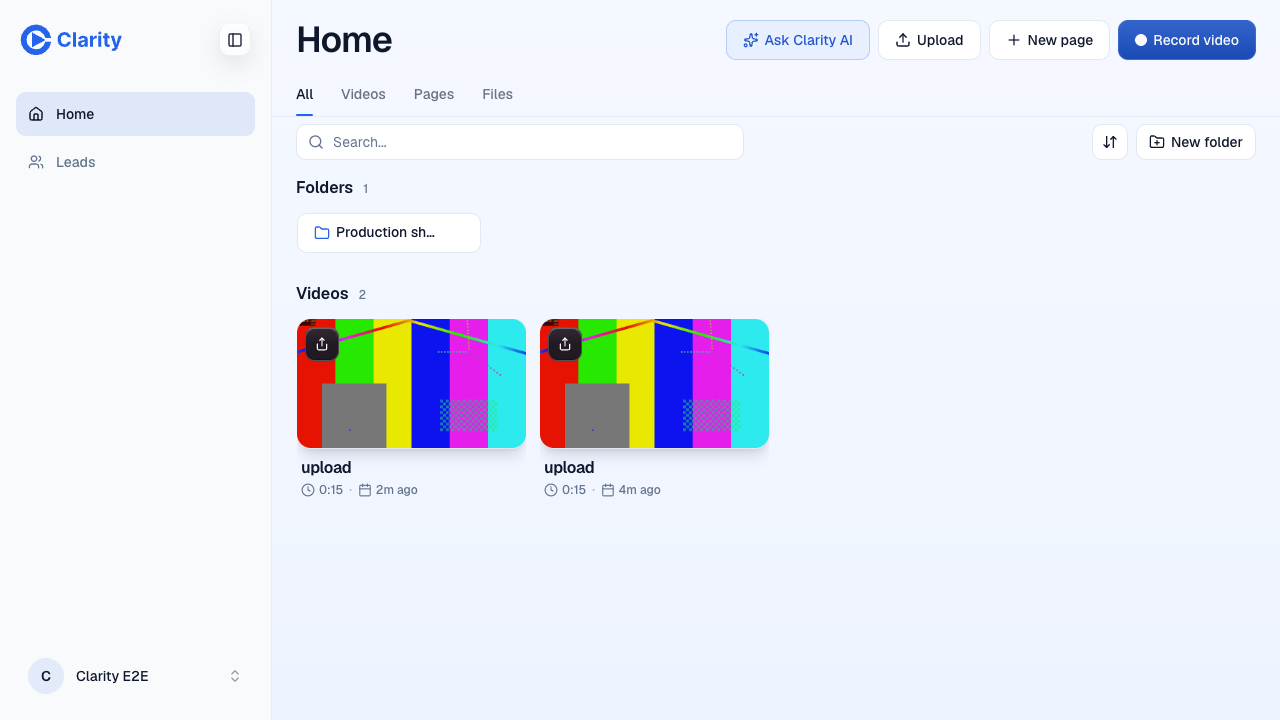 Clarity
Home
Leads
Clarity E2E
C
Home
Ask Clarity AI
Upload
New page
Record video
All
Videos
Pages
Files
Search...
New folder
Folders 1
Production sh...
Videos 2
upload
0:15 · 2m ago
upload
0:15 · 4m ago